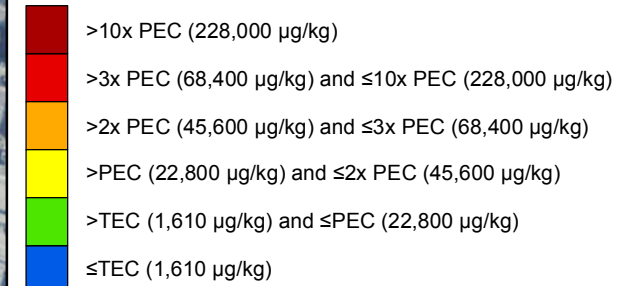 >10x PEC (228,000 µg/kg)
>3x PEC (68,400 µg/kg) and ≤10x PEC (228,000 µg/kg)
>2x PEC (45,600 µg/kg) and ≤3x PEC (68,400 µg/kg)
>PEC (22,800 µg/kg) and ≤2x PEC (45,600 µg/kg)
>TEC (1,610 µg/kg) and ≤PEC (22,800 µg/kg)
≤TEC (1,610 µg/kg)